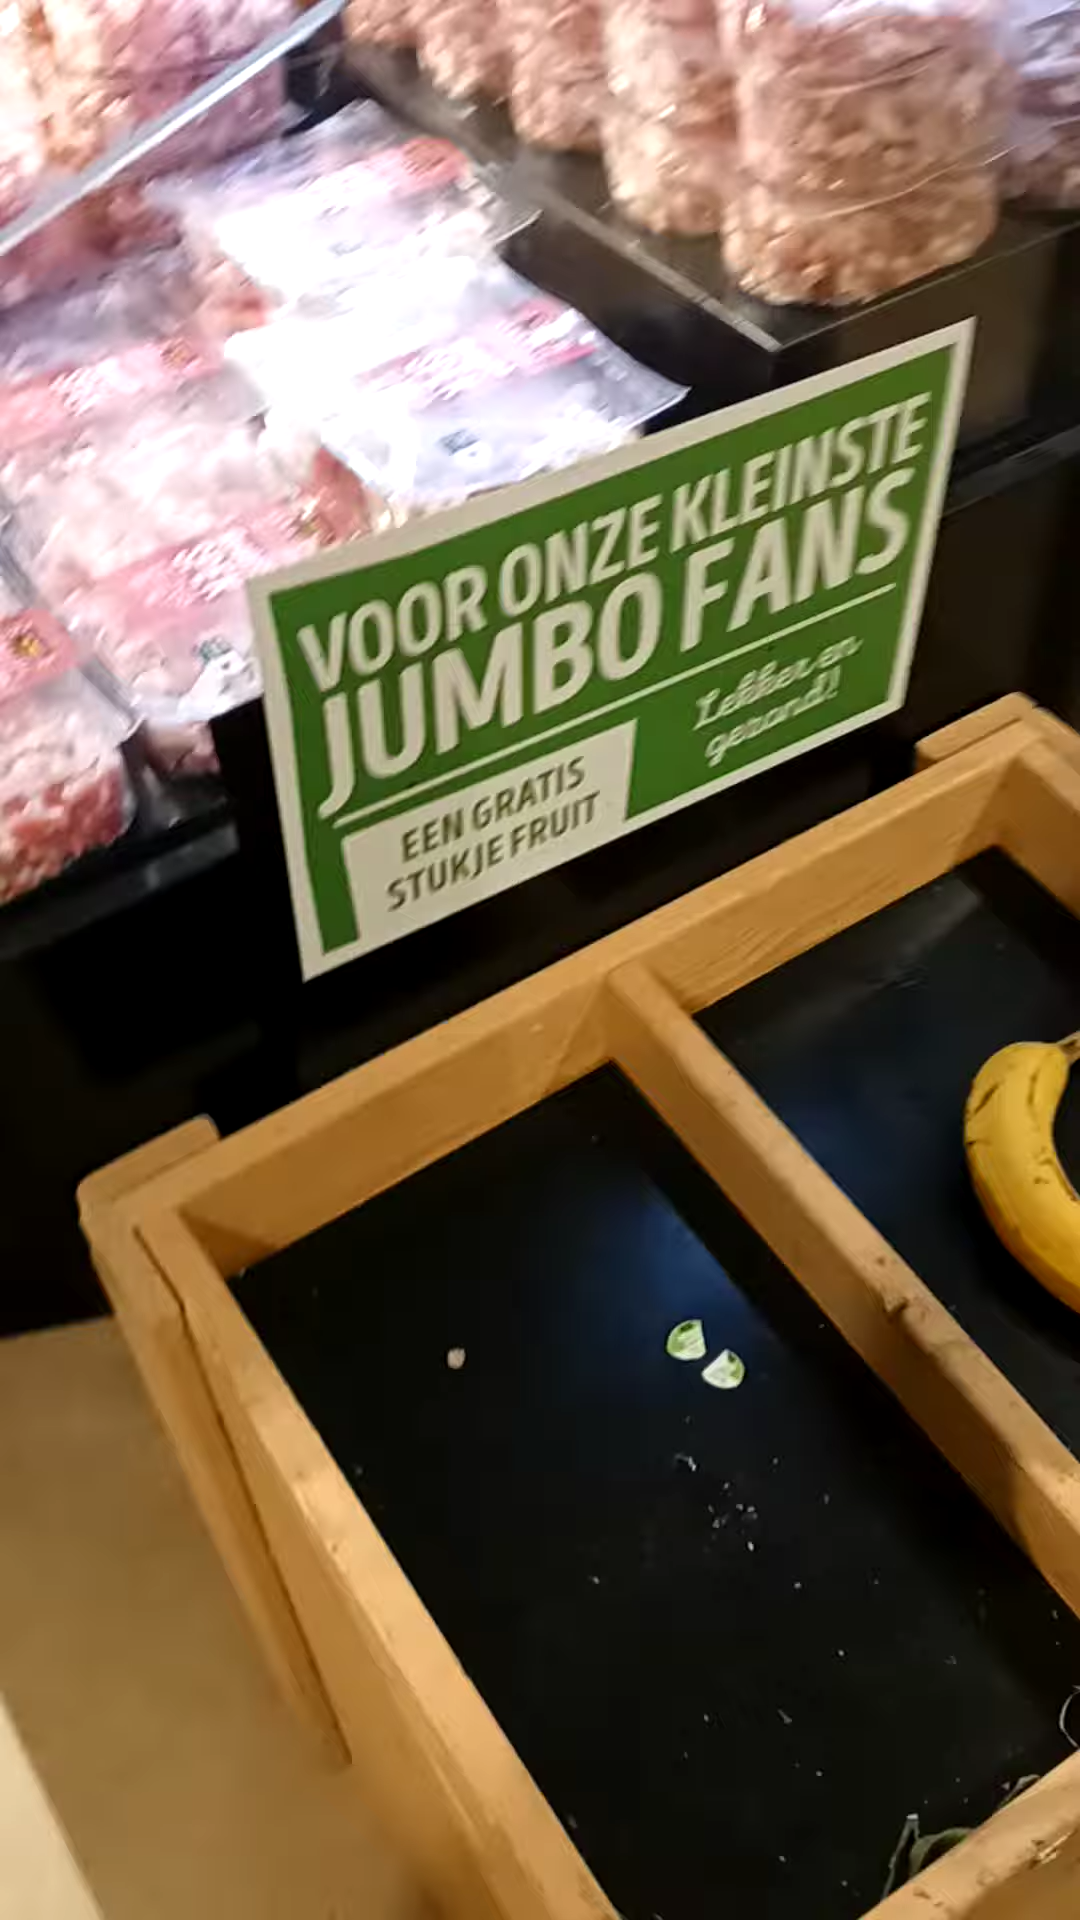 VOOR ONZE KLEINSTE
JUMBO FANS
EEN GRATIS
STUKJE FRUIT
Lekker en
gezond!